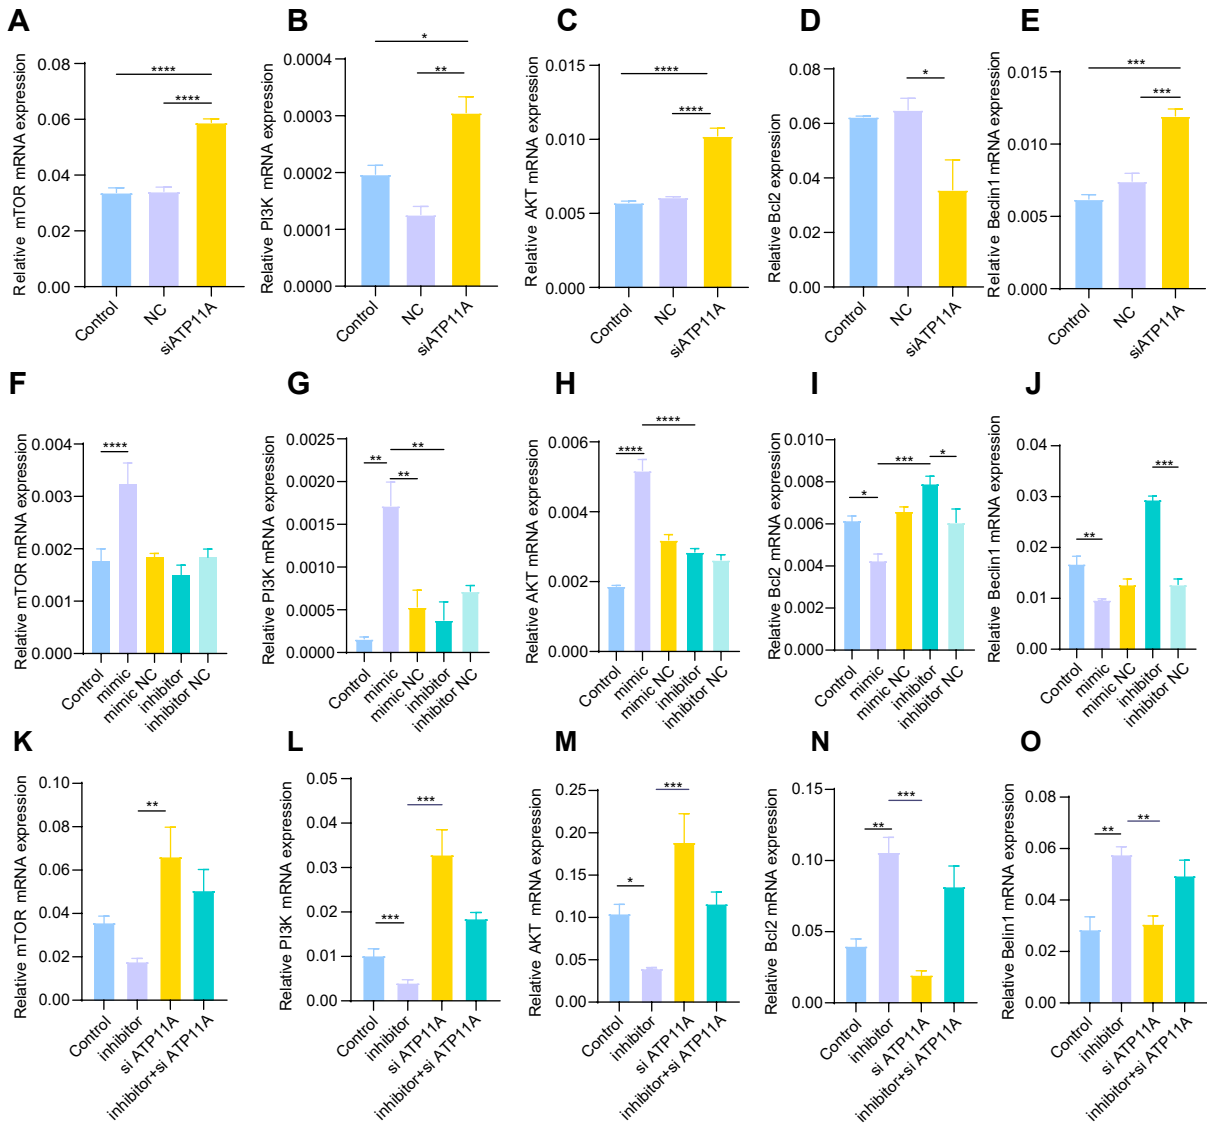 A
Relative mTOR mRNA expression
0.08
0.06
0.04
0.02
0.00
****
****
Control
NC
siATP11A
B
Relative PI3K mRNA expression
0.0004
0.0003
0.0002
0.0001
0.0000
*
**
Control
NC
siATP11A
C
Relative AKT mRNA expression
0.015
0.010
0.005
0.000
****
****
Control
NC
siATP11A
D
Relative Bcl2 expression
0.08
0.06
0.04
0.02
0.00
*
Control
NC
siATP11A
E
Relative Beclin1 mRNA expression
0.015
0.010
0.005
0.000
***
***
Control
NC
siATP11A
F
Relative mTOR mRNA expression
0.004
0.003
0.002
0.001
0.000
****
Control
mimic
mimic NC
inhibitor
inhibitor NC
G
Relative PI3K mRNA expression
0.0025
0.0020
0.0015
0.0010
0.0005
0.0000
**
**
**
Control
mimic
mimic NC
inhibitor
inhibitor NC
H
Relative AKT mRNA expression
0.006
0.004
0.002
0.000
****
****
Control
mimic
mimic NC
inhibitor
inhibitor NC
I
Relative Bcl2 mRNA expression
0.010
0.008
0.006
0.004
0.002
0.000
*
***
*
Control
mimic
mimic NC
inhibitor
inhibitor NC
J
Relative Beclin1 mRNA expression
0.04
0.03
0.02
0.01
0.00
**
***
Control
mimic
mimic NC
inhibitor
inhibitor NC
K
Relative mTOR mRNA expression
0.10
0.08
0.06
0.04
0.02
0.00
**
Control
inhibitor
si ATP11A
inhibitor+si ATP11A
L
Relative PI3K mRNA expression
0.05
0.04
0.03
0.02
0.01
0.00
***
***
Control
inhibitor
si ATP11A
inhibitor+si ATP11A
M
Relative AKT mRNA expression
0.25
0.20
0.15
0.10
0.05
0.00
*
***
Control
inhibitor
si ATP11A
inhibitor+si ATP11A
N
Relative Bcl2 mRNA expression
0.15
0.10
0.05
0.00
**
***
Control
inhibitor
si ATP11A
inhibitor+si ATP11A
O
Relative Belin1 mRNA expression
0.08
0.06
0.04
0.02
0.00
**
**
Control
inhibitor
si ATP11A
inhibitor+si ATP11A